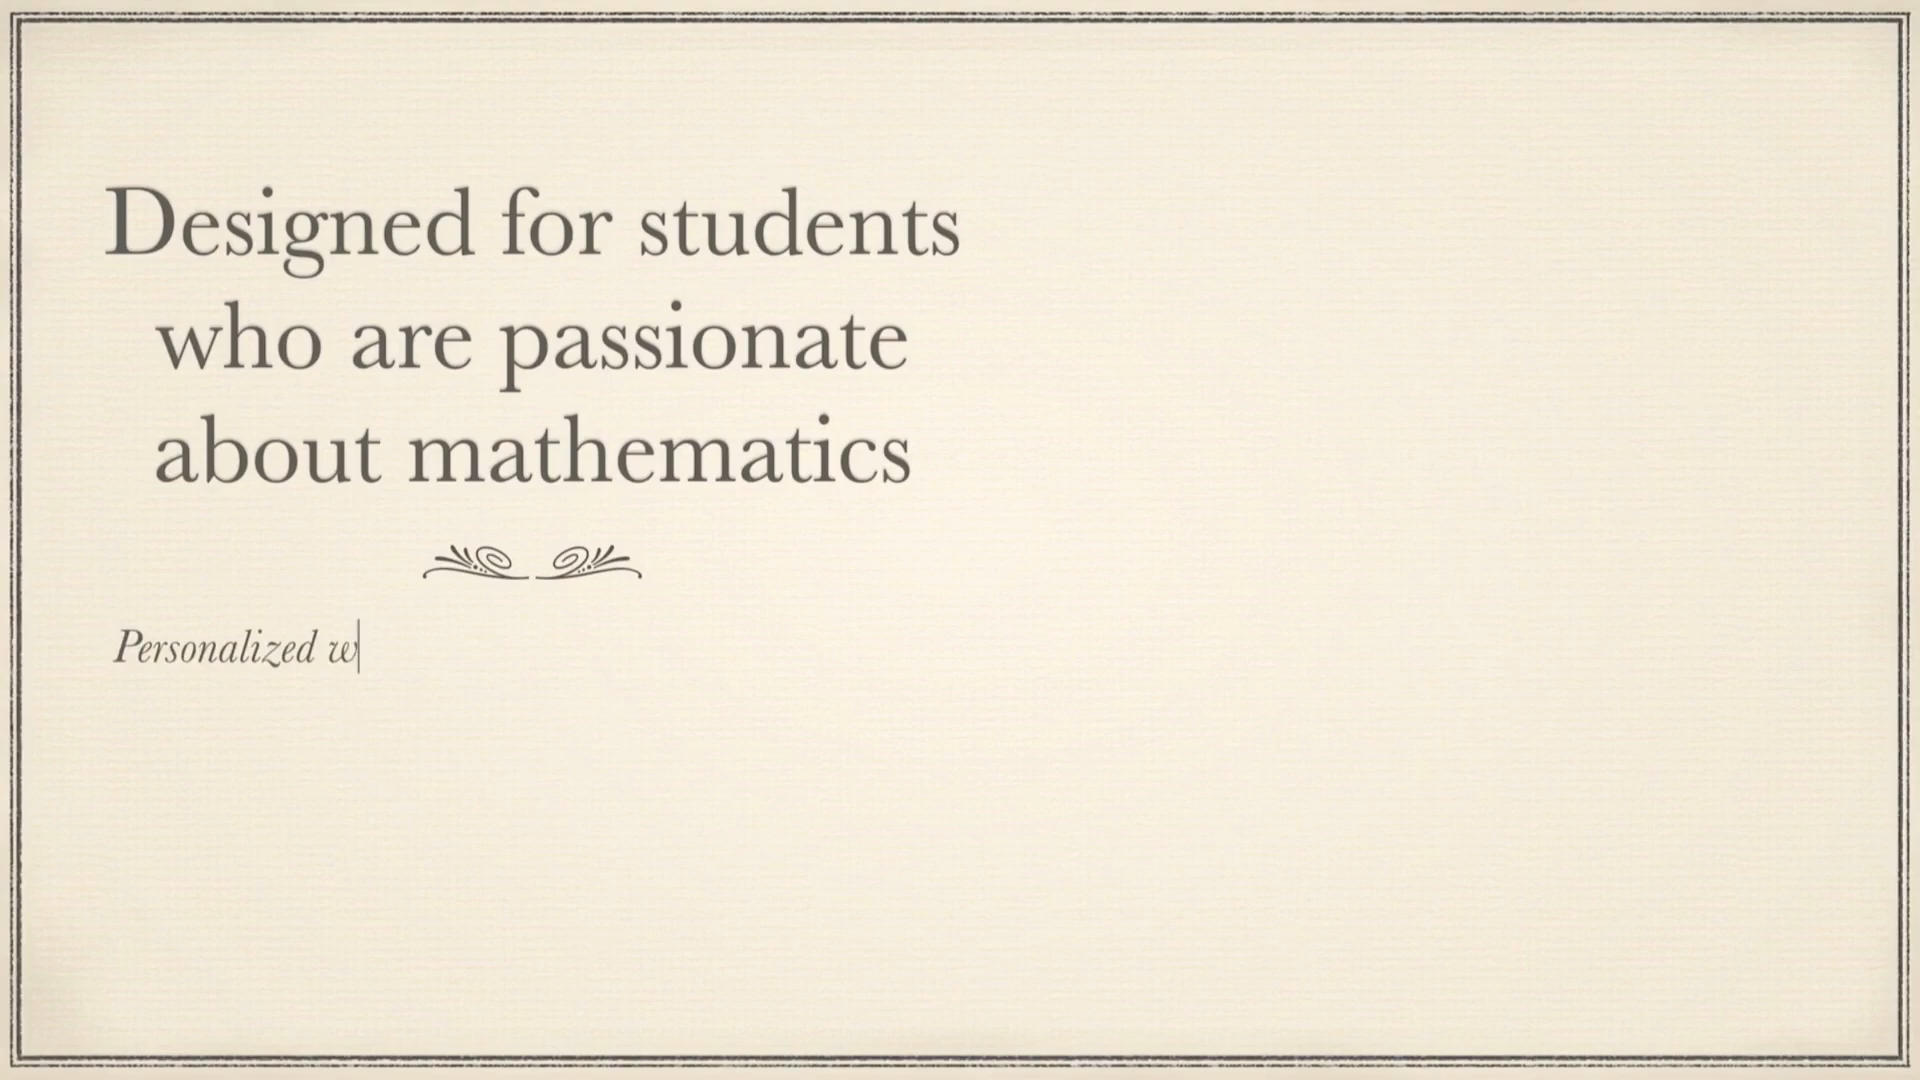 Designed for students
who are passionate
about mathematics
Personalized w